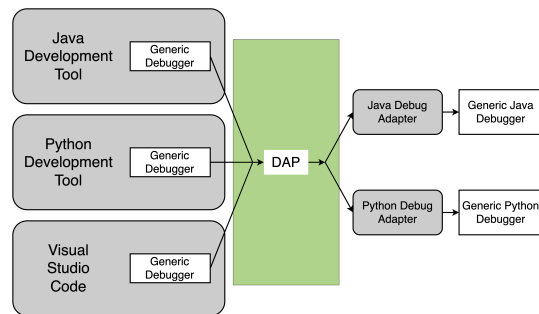 Java
Development
Tool
Generic
Debugger
Python
Development
Tool
Generic
Debugger
Visual
Studio
Code
Generic
Debugger
DAP
Java Debug
Adapter
Generic Java
Debugger
Python Debug
Adapter
Generic Python
Debugger